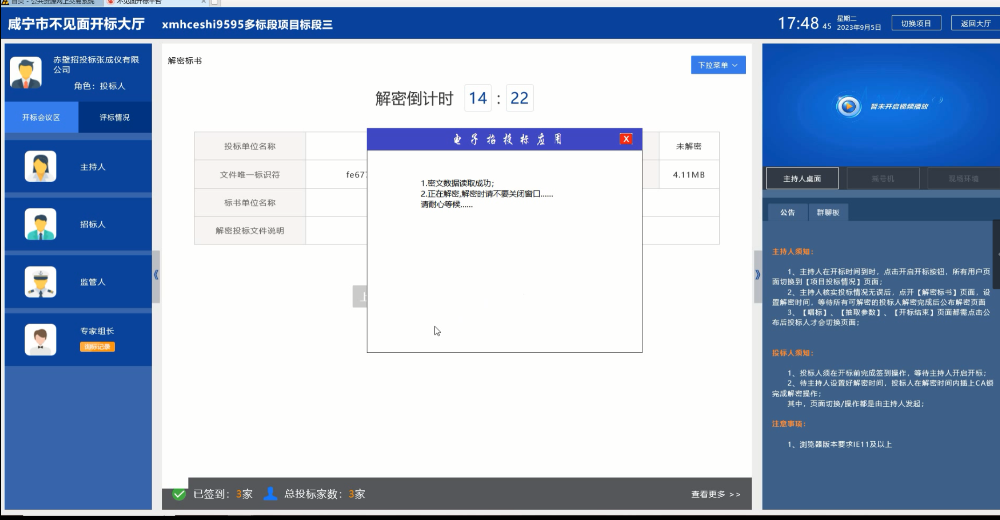 首页 - 公共资源网上交易系统
不见面开标平台
咸宁市不见面开标大厅
xmhceshi9595多标段项目标段三
17:48 45
星期二
2023年9月5日
切换项目
返回大厅
赤壁招投标张成仪有限
公司
角色：投标人
开标会议区
评标情况
主持人
招标人
监管人
专家组长
询标记录
解密标书
下拉菜单
解密倒计时 14 : 22
投标单位名称
未解密
文件唯一标识符
fe677
4.11MB
标书单位名称
解密投标文件说明
电子招投标应用
X
1.密文数据读取成功;
2.正在解密,解密时请不要关闭窗口......
请耐心等候......
已签到：3家
总投标家数：3家
查看更多 >>
暂未开启视频播放
主持人桌面
摇号机
现场环境
公告
群聊板
主持人须知：
1、主持人在开标时间到时，点击开启开标按钮，所有用户页
面切换到【项目投标情况】页面；
2、主持人核实投标情况无误后，点开【解密标书】页面，设
置解密时间，等待所有可解密的投标人解密完成后公布解密页面
3、【唱标】、【抽取参数】、【开标结束】页面都需点击公
布后投标人才会切换页面；
投标人须知：
1、投标人须在开标前完成签到操作，等待主持人开启开标；
2、待主持人设置好解密时间，投标人在解密时间内插上CA锁
完成解密操作；
其中，页面切换/操作都是由主持人发起；
注意事项：
1、浏览器版本要求IE11及以上